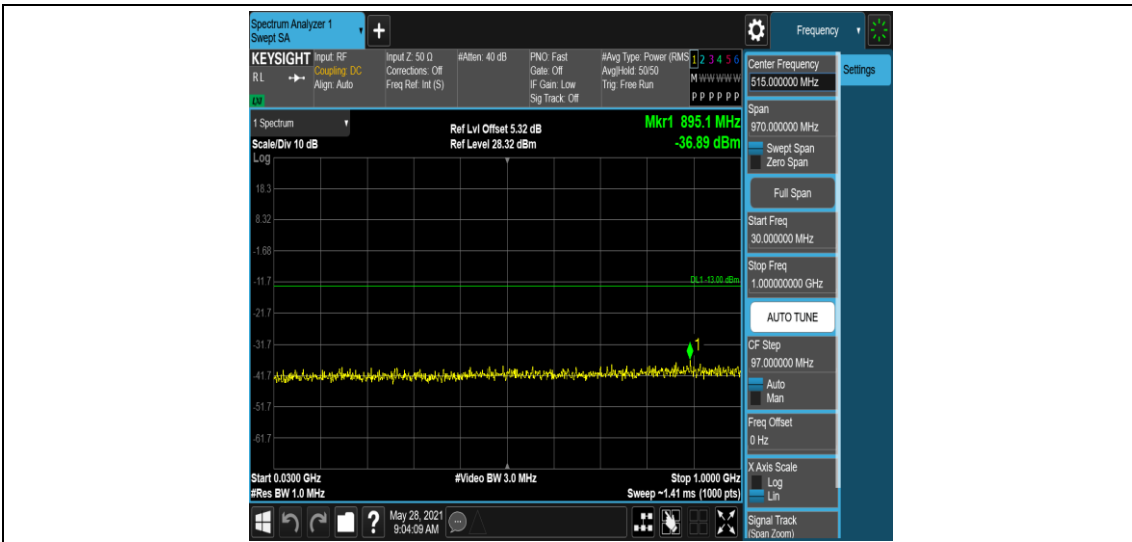 Spectrum Analyzer 1
Swept SA
+
Frequency
KEYSIGHT
RL
LXI
Input: RF
Coupling: DC
Align: Auto
Input Z: 50 Ω
Corrections: Off
Freq Ref: Int (S)
#Atten: 40 dB
PNO: Fast
Gate: Off
IF Gain: Low
Sig Track: Off
#Avg Type: Power (RMS
Avg|Hold: 50/50
Trig: Free Run
1 2 3 4 5 6
M W W W W W
P P P P P P
1 Spectrum
Scale/Div 10 dB
Log
Ref Lvl Offset 5.32 dB
Ref Level 28.32 dBm
Mkr1 895.1 MHz
-36.89 dBm
18.3
8.32
-1.68
-11.7
DL1 -13.00 dBm
-21.7
-31.7
1
-41.7
-51.7
-61.7
Start 0.0300 GHz
#Res BW 1.0 MHz
#Video BW 3.0 MHz
Stop 1.0000 GHz
Sweep ~1.41 ms (1000 pts)
?
May 28, 2021
9:04:09 AM
Center Frequency
515.000000 MHz
Settings
Span
970.000000 MHz
Swept Span
Zero Span
Full Span
Start Freq
30.000000 MHz
Stop Freq
1.000000000 GHz
AUTO TUNE
CF Step
97.000000 MHz
Auto
Man
Freq Offset
0 Hz
X Axis Scale
Log
Lin
Signal Track
(Span Zoom)